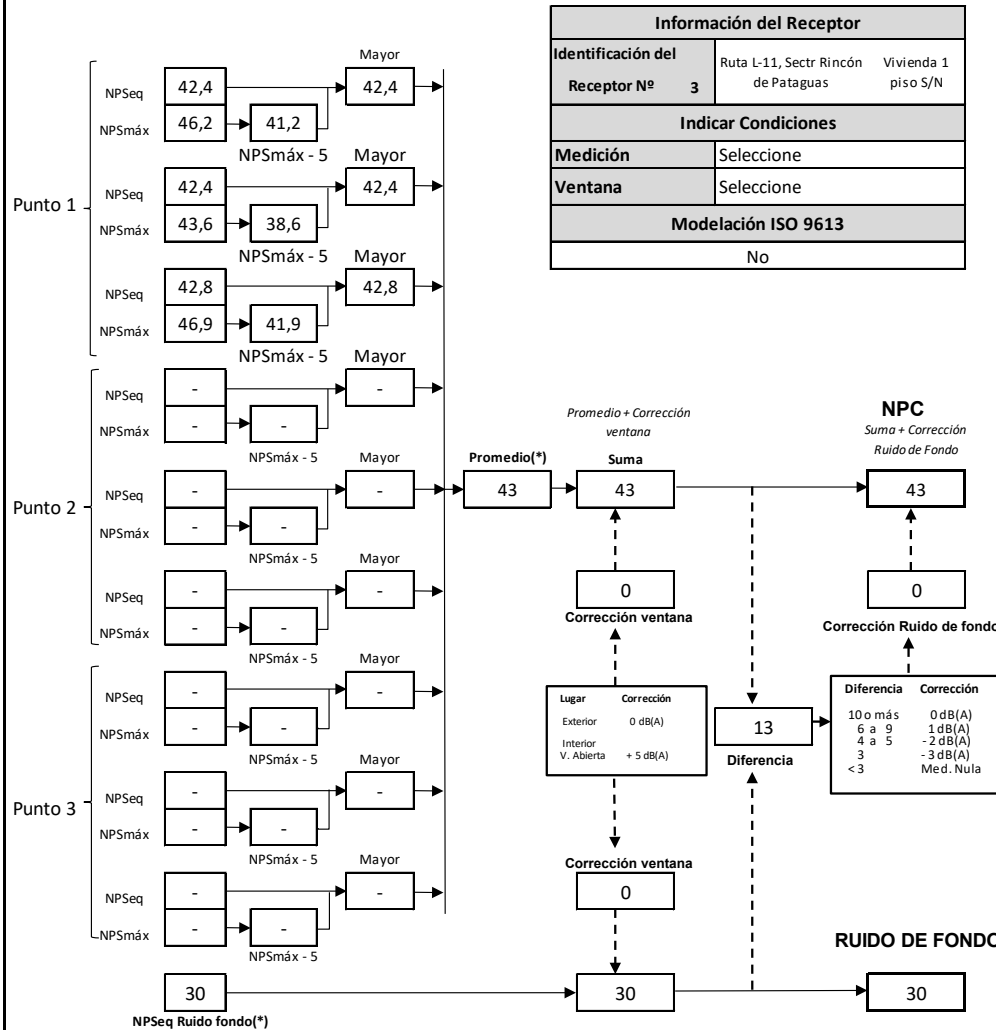 Información del Receptor
Identificación del
Receptor Nº 3
Ruta L-11, Sectr Rincón
de Pataguas
Vivienda 1
piso S/N
Indicar Condiciones
Medición Seleccione
Ventana Seleccione
Modelación ISO 9613
No
Punto 1
Mayor
NPSeq 42,4 42,4
NPSmáx 46,2 41,2
NPSmáx - 5 Mayor
NPSeq 42,4 42,4
NPSmáx 43,6 38,6
NPSmáx - 5 Mayor
NPSeq 42,8 42,8
NPSmáx 46,9 41,9
NPSmáx - 5 Mayor
Punto 2
NPSeq - -
NPSmáx - -
NPSmáx - 5 Mayor
NPSeq - -
NPSmáx - -
NPSmáx - 5 Mayor
NPSeq - -
NPSmáx - -
NPSmáx - 5 Mayor
Punto 3
NPSeq - -
NPSmáx - -
NPSmáx - 5 Mayor
NPSeq - -
NPSmáx - -
NPSmáx - 5 Mayor
NPSeq - -
NPSmáx - -
NPSmáx - 5
Promedio(*)
43
Promedio + Corrección
ventana
Suma
43
0
Corrección ventana
Lugar Corrección
Exterior 0 dB(A)
Interior
V. Abierta + 5 dB(A)
Corrección ventana
0
13
Diferencia
NPC
Suma + Corrección
Ruido de Fondo
43
0
Corrección Ruido de fondo
Diferencia Corrección
10 o más 0 dB(A)
6 a 9 1 dB(A)
4 a 5 - 2 dB(A)
3 - 3 dB(A)
< 3 Med. Nula
RUIDO DE FONDO
30 30 30
NPSeq Ruido fondo(*)